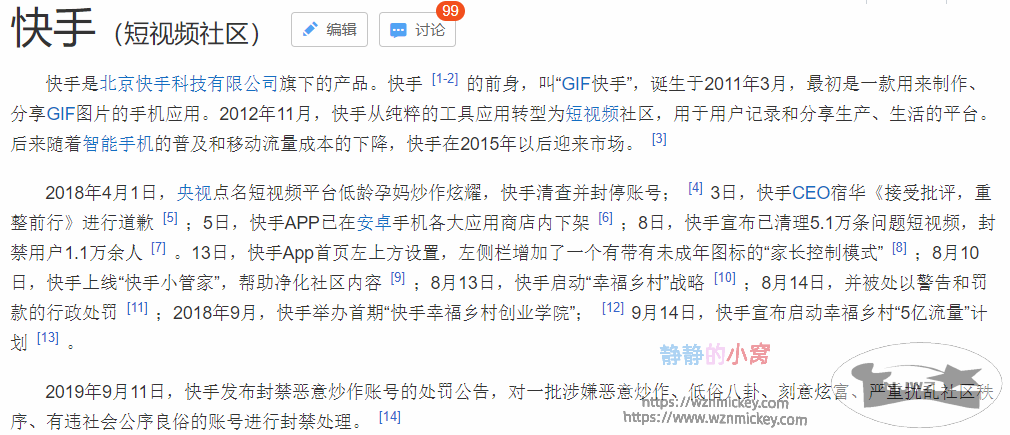 快手（短视频社区） 编辑 讨论 99
快手是北京快手科技有限公司旗下的产品。快手 [1-2] 的前身，叫“GIF快手”，诞生于2011年3月，最初是一款用来制作、
分享GIF图片的手机应用。2012年11月，快手从纯粹的工具应用转型为短视频社区，用于用户记录和分享生产、生活的平台。
后来随着智能手机的普及和移动流量成本的下降，快手在2015年以后迎来市场。 [3]
2018年4月1日，央视点名短视频平台低龄孕妈炒作炫耀，快手清查并封停账号； [4] 3日，快手CEO宿华《接受批评，重
整前行》进行道歉 [5] ；5日，快手APP已在安卓手机各大应用商店内下架 [6] ；8日，快手宣布已清理5.1万条问题短视频，封
禁用户1.1万余人 [7] 。13日，快手App首页左上方设置，左侧栏增加了一个有带有未成年图标的“家长控制模式” [8] ；8月10
日，快手上线“快手小管家”，帮助净化社区内容 [9] ；8月13日，快手启动“幸福乡村”战略 [10] ；8月14日，并被处以警告和罚
款的行政处罚 [11] ；2018年9月，快手举办首期“快手幸福乡村创业学院”； [12] 9月14日，快手宣布启动幸福乡村“5亿流量”计
划 [13] 。
静静的小窝
2019年9月11日，快手发布封禁恶意炒作账号的处罚公告，对一批涉嫌恶意炒作、低俗八卦、刻意炫富、严重扰乱社区秩
https://wznmickey.com
序、有违社会公序良俗的账号进行封禁处理。 [14]
https://www.wznmickey.com